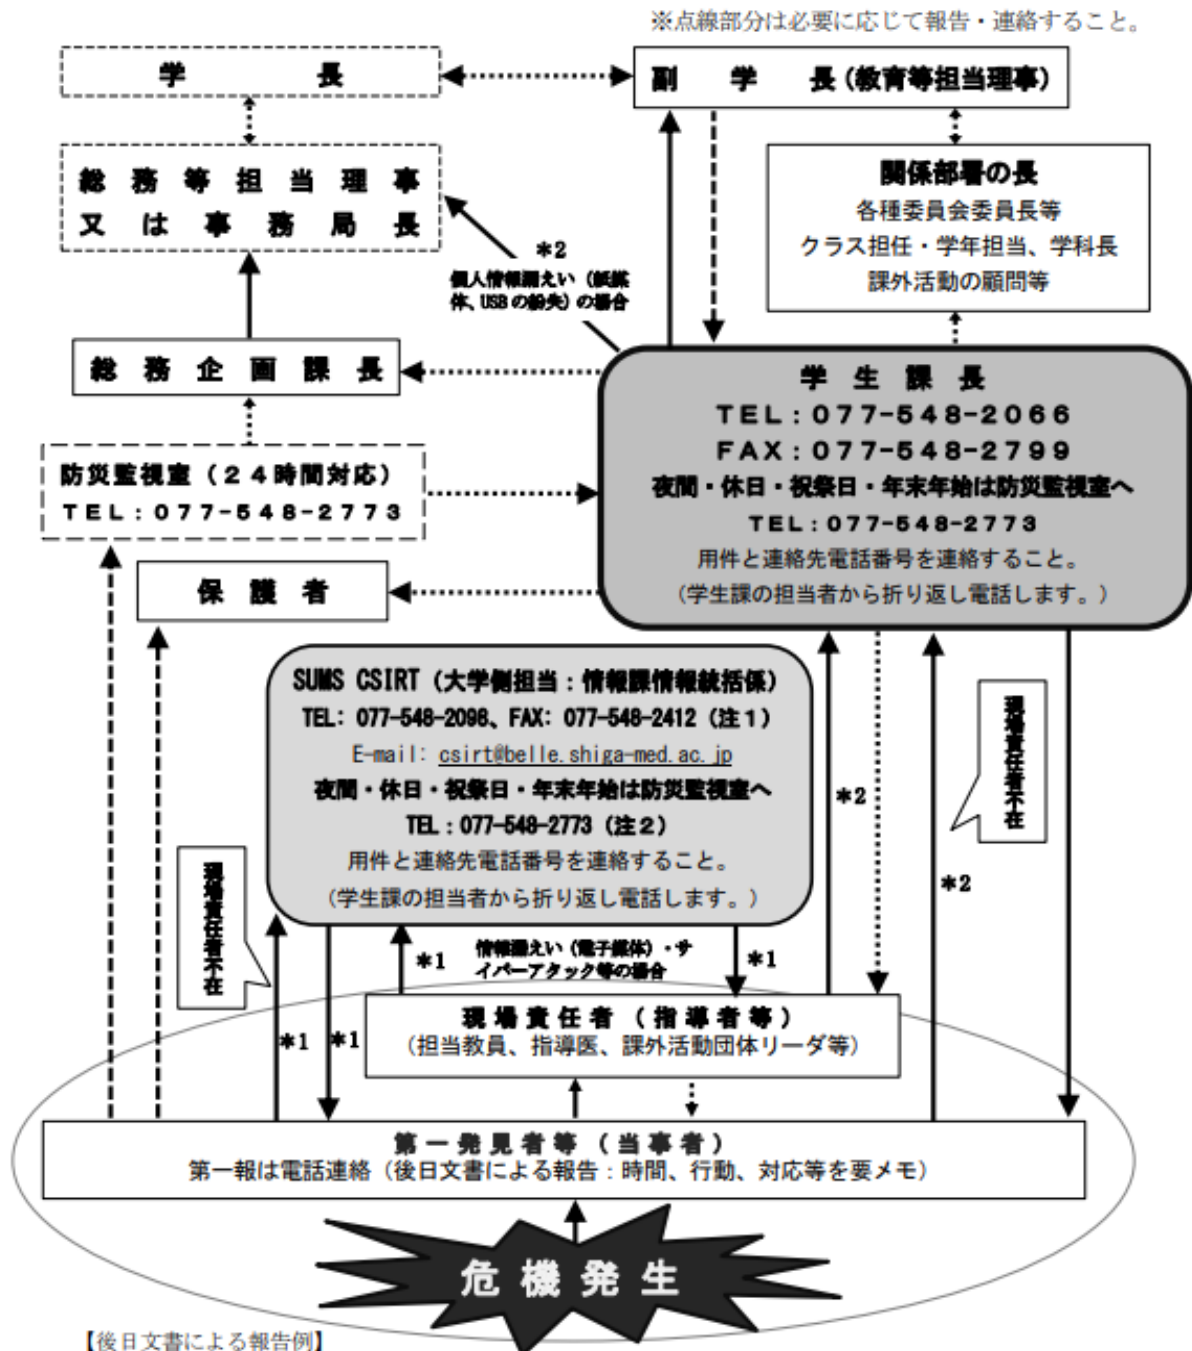 ※点線部分は必要に応じて報告・連絡すること。
学長
副学長(教育等担当理事)
総務等担当理事
又は事務局長
関係部署の長
各種委員会委員長等
クラス担任・学年担当、学科長
課外活動の顧問等
*2
個人情報漏えい（紙媒
体、USBの紛失）の場合
総務企画課長
学生課長
TEL:077-548-2066
FAX:077-548-2799
夜間・休日・祝祭日・年末年始は防災監視室へ
TEL:077-548-2773
用件と連絡先電話番号を連絡すること。
(学生課の担当者から折り返し電話します。)
防災監視室(24時間対応)
TEL:077-548-2773
保護者
SUMS CSIRT (大学側担当:情報課情報統括係)
TEL: 077-548-2098、FAX: 077-548-2412 (注1)
E-mail: csirt@belle.shiga-med.ac.jp
夜間・休日・祝祭日・年末年始は防災監視室へ
TEL:077-548-2773 (注2)
用件と連絡先電話番号を連絡すること。
(学生課の担当者から折り返し電話します。)
現場責任者不在
*2
現場責任者不在
*2
*1
情報漏えい（電子媒体）・サ
イバーアタック等の場合
*1
現場責任者(指導者等)
(担当教員、指導医、課外活動団体リーダ等)
*1
*1
第一発見者等(当事者)
第一報は電話連絡（後日文書による報告：時間、行動、対応等を要メモ）
危機発生
【後日文書による報告例】